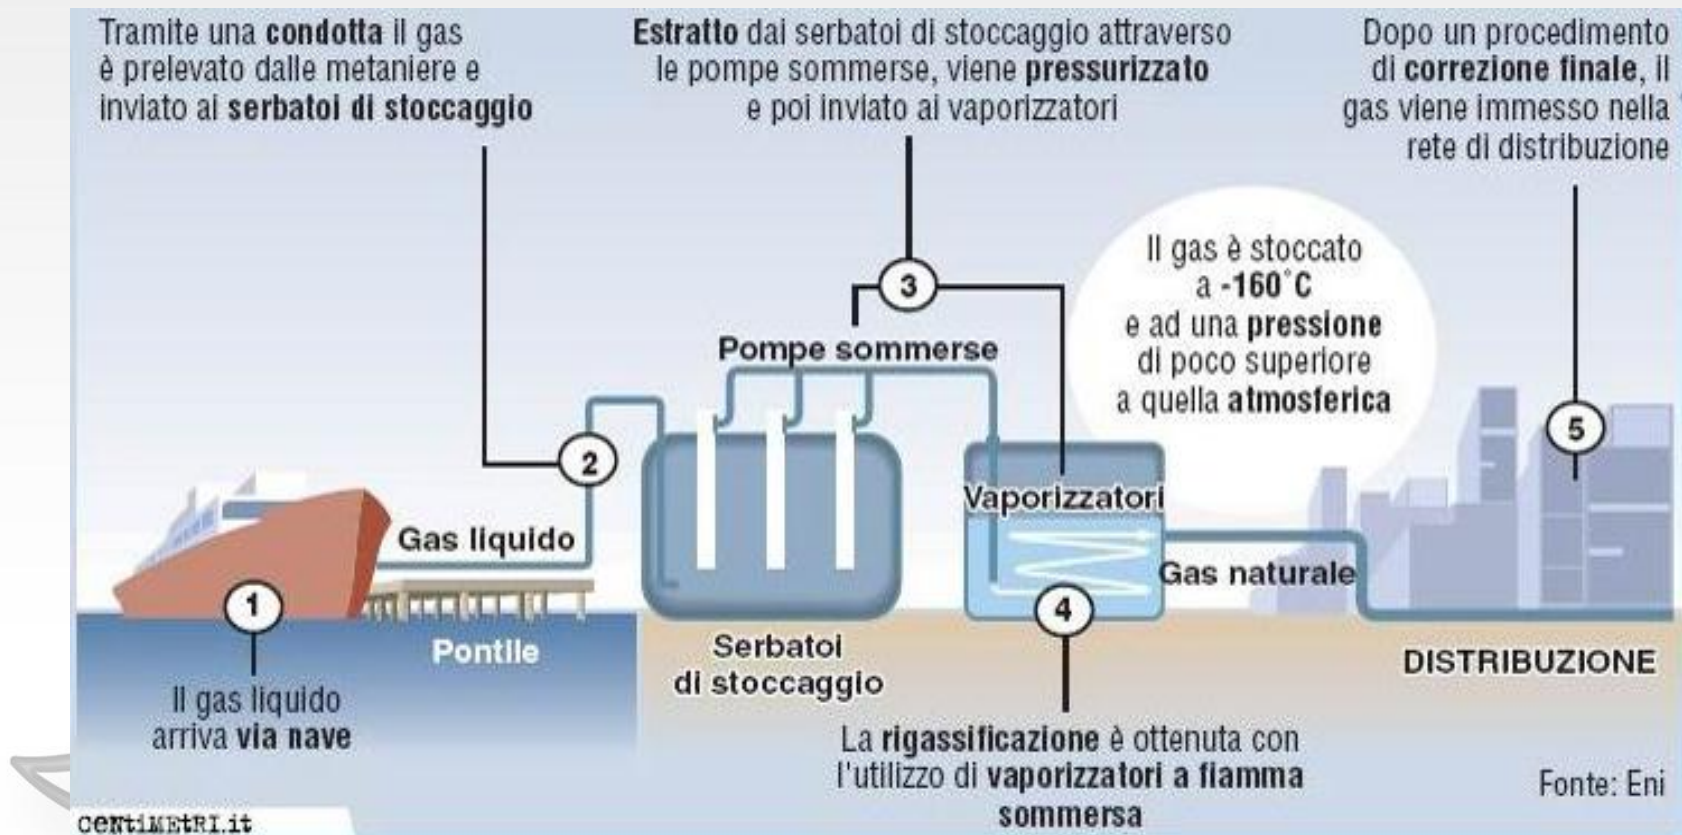 Tramite una condotta il gas
è prelevato dalle metaniere e
inviato ai serbatoi di stoccaggio
Estratto dai serbatoi di stoccaggio attraverso
le pompe sommerse, viene pressurizzato
e poi inviato ai vaporizzatori
Dopo un procedimento
di correzione finale, il
gas viene immesso nella
rete di distribuzione
Il gas è stoccato
a -160°C
e ad una pressione
di poco superiore
a quella atmosferica
3
Pompe sommerse
5
2
Vaporizzatori
Gas liquido
Gas naturale
1
4
Pontile
Serbatoi
di stoccaggio
DISTRIBUZIONE
Il gas liquido
arriva via nave
La rigassificazione è ottenuta con
l'utilizzo di vaporizzatori a fiamma
sommersa
Fonte: Eni
CENTIMETRI.it